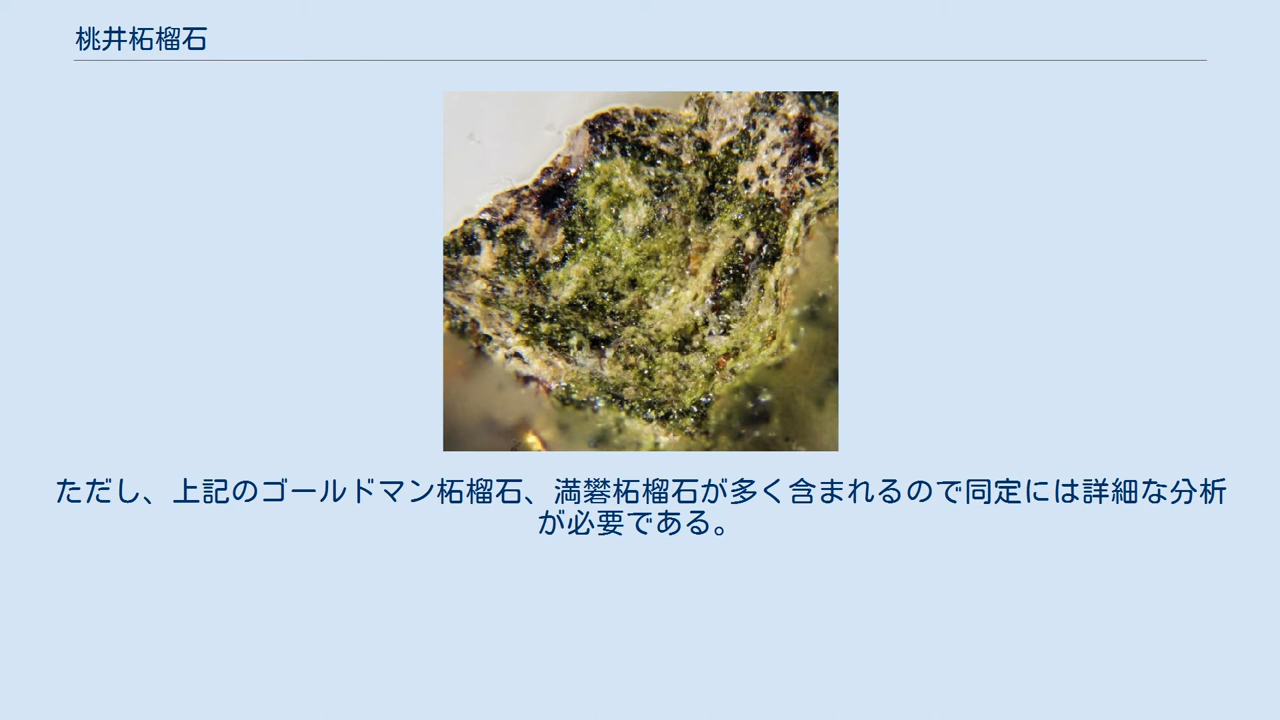 桃井柘榴石
ただし、上記のゴールドマン柘榴石、満礬柘榴石が多く含まれるので同定には詳細な分析
が必要である。